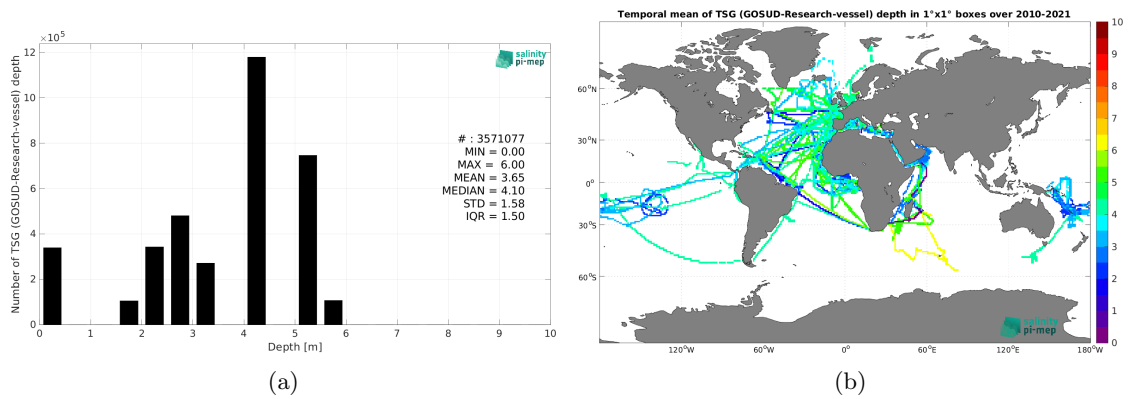 ×10⁵
12
10
8
6
4
2
0
Number of TSG (GOSUD-Research-vessel) depth
salinity
pi-mep
# : 3571077
MIN = 0.00
MAX = 6.00
MEAN = 3.65
MEDIAN = 4.10
STD = 1.58
IQR = 1.50
0 1 2 3 4 5 6 7 8 9 10
Depth [m]
(a)
Temporal mean of TSG (GOSUD-Research-vessel) depth in 1°x1° boxes over 2010-2021
60°N
30°N
0°
30°S
60°S
120°W 60°W 0° 60°E 120°E 180°W
salinity
pi-mep
10
9
8
7
6
5
4
3
2
1
0
(b)